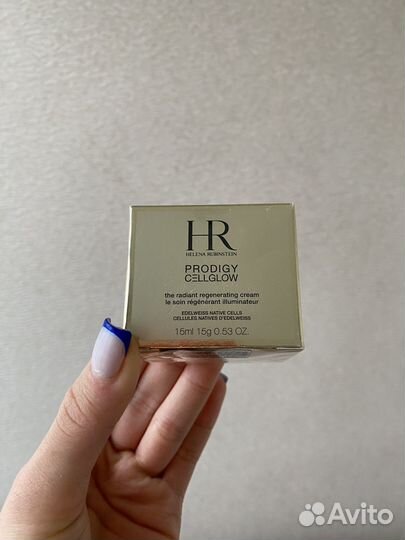 HR
HELENA RUBINSTEIN
PRODIGY
CELLGLOW
the radiant regenerating cream
le soin régénérant illuminateur
EDELWEISS NATIVE CELLS
CELLULES NATIVES D'EDELWEISS
15ml 15g 0.53 OZ.
Avito